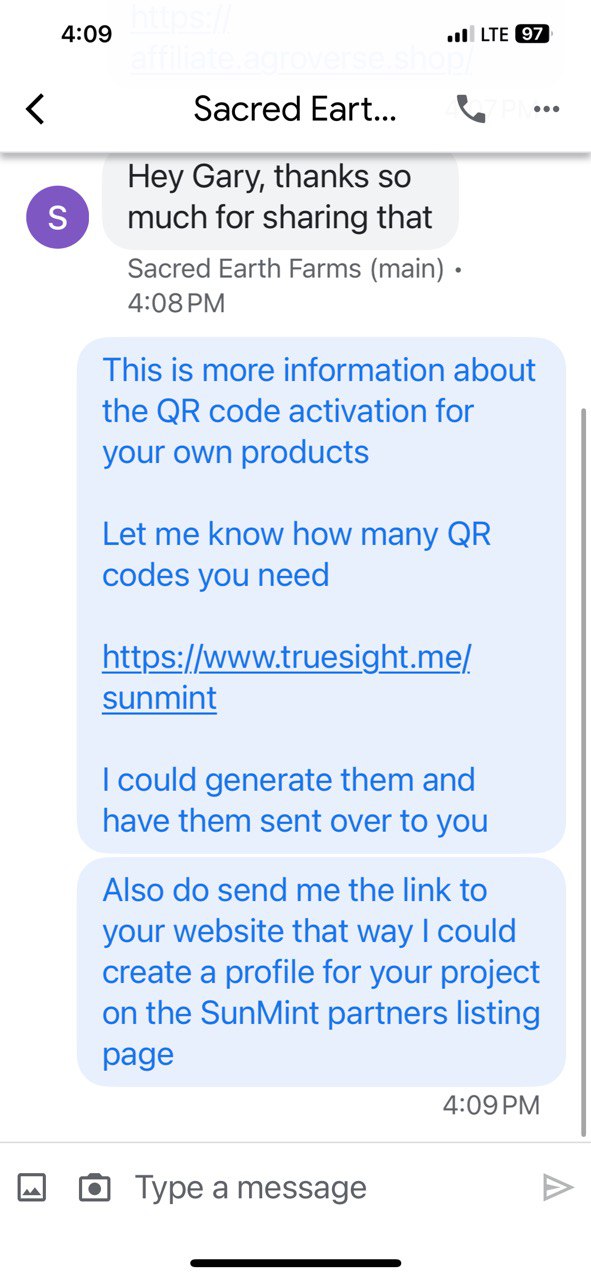 4:09
LTE 97
https://
affiliate.agroverse.shop/
Sacred Eart...
4:07 PM
Hey Gary, thanks so
much for sharing that
S
Sacred Earth Farms (main) •
4:08 PM
This is more information about
the QR code activation for
your own products
Let me know how many QR
codes you need
https://www.truesight.me/
sunmint
I could generate them and
have them sent over to you
Also do send me the link to
your website that way I could
create a profile for your project
on the SunMint partners listing
page
4:09 PM
Type a message